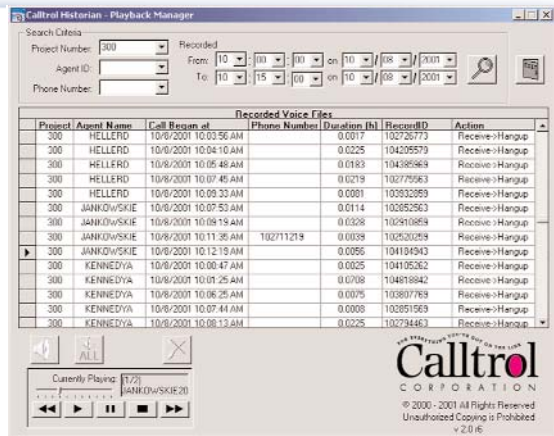 Calltrol Historian - Playback Manager
Search Criteria
Project Number: 300
Agent ID:
Phone Number:
Recorded
From: 10 : 00 : 00 on 10 / 08 / 2001
To: 10 : 15 : 00 on 10 / 08 / 2001
Recorded Voice Files
Project Agent Name Call Began at Phone Number Duration [h] RecordID Action
300 HELLERD 10/8/2001 10:03:56 AM 0.0017 102726773 Receive->Hangup
300 HELLERD 10/8/2001 10:04:10 AM 0.0225 104205579 Receive->Hangup
300 HELLERD 10/8/2001 10:05:48 AM 0.0183 104385969 Receive->Hangup
300 HELLERD 10/8/2001 10:07:45 AM 0.0219 102775563 Receive->Hangup
300 HELLERD 10/8/2001 10:09:33 AM 0.0081 103932859 Receive->Hangup
300 JANKOWSKIE 10/8/2001 10:07:53 AM 0.0114 102852563 Receive->Hangup
300 JANKOWSKIE 10/8/2001 10:09:19 AM 0.0328 102910859 Receive->Hangup
300 JANKOWSKIE 10/8/2001 10:11:35 AM 102711219 0.0039 102520259 Receive->Hangup
300 JANKOWSKIE 10/8/2001 10:12:19 AM 0.0056 104184943 Receive->Hangup
300 KENNEDYA 10/8/2001 10:00:47 AM 0.0025 104105262 Receive->Hangup
300 KENNEDYA 10/8/2001 10:01:25 AM 0.0708 104818842 Receive->Hangup
300 KENNEDYA 10/8/2001 10:06:25 AM 0.0075 103807769 Receive->Hangup
300 KENNEDYA 10/8/2001 10:07:44 AM 0.0008 102851569 Receive->Hangup
300 KENNEDYA 10/8/2001 10:08:13 AM 0.0225 102794463 Receive->Hangup
ALL
Currently Playing: (1/2)
JANKOWSKIE20
FOR EVERYTHING YOU'VE GOT ON THE LINE
Calltrol
CORPORATION
© 2000 - 2001 All Rights Reserved
Unauthorized Copying is Prohibited
v 2.0 r6